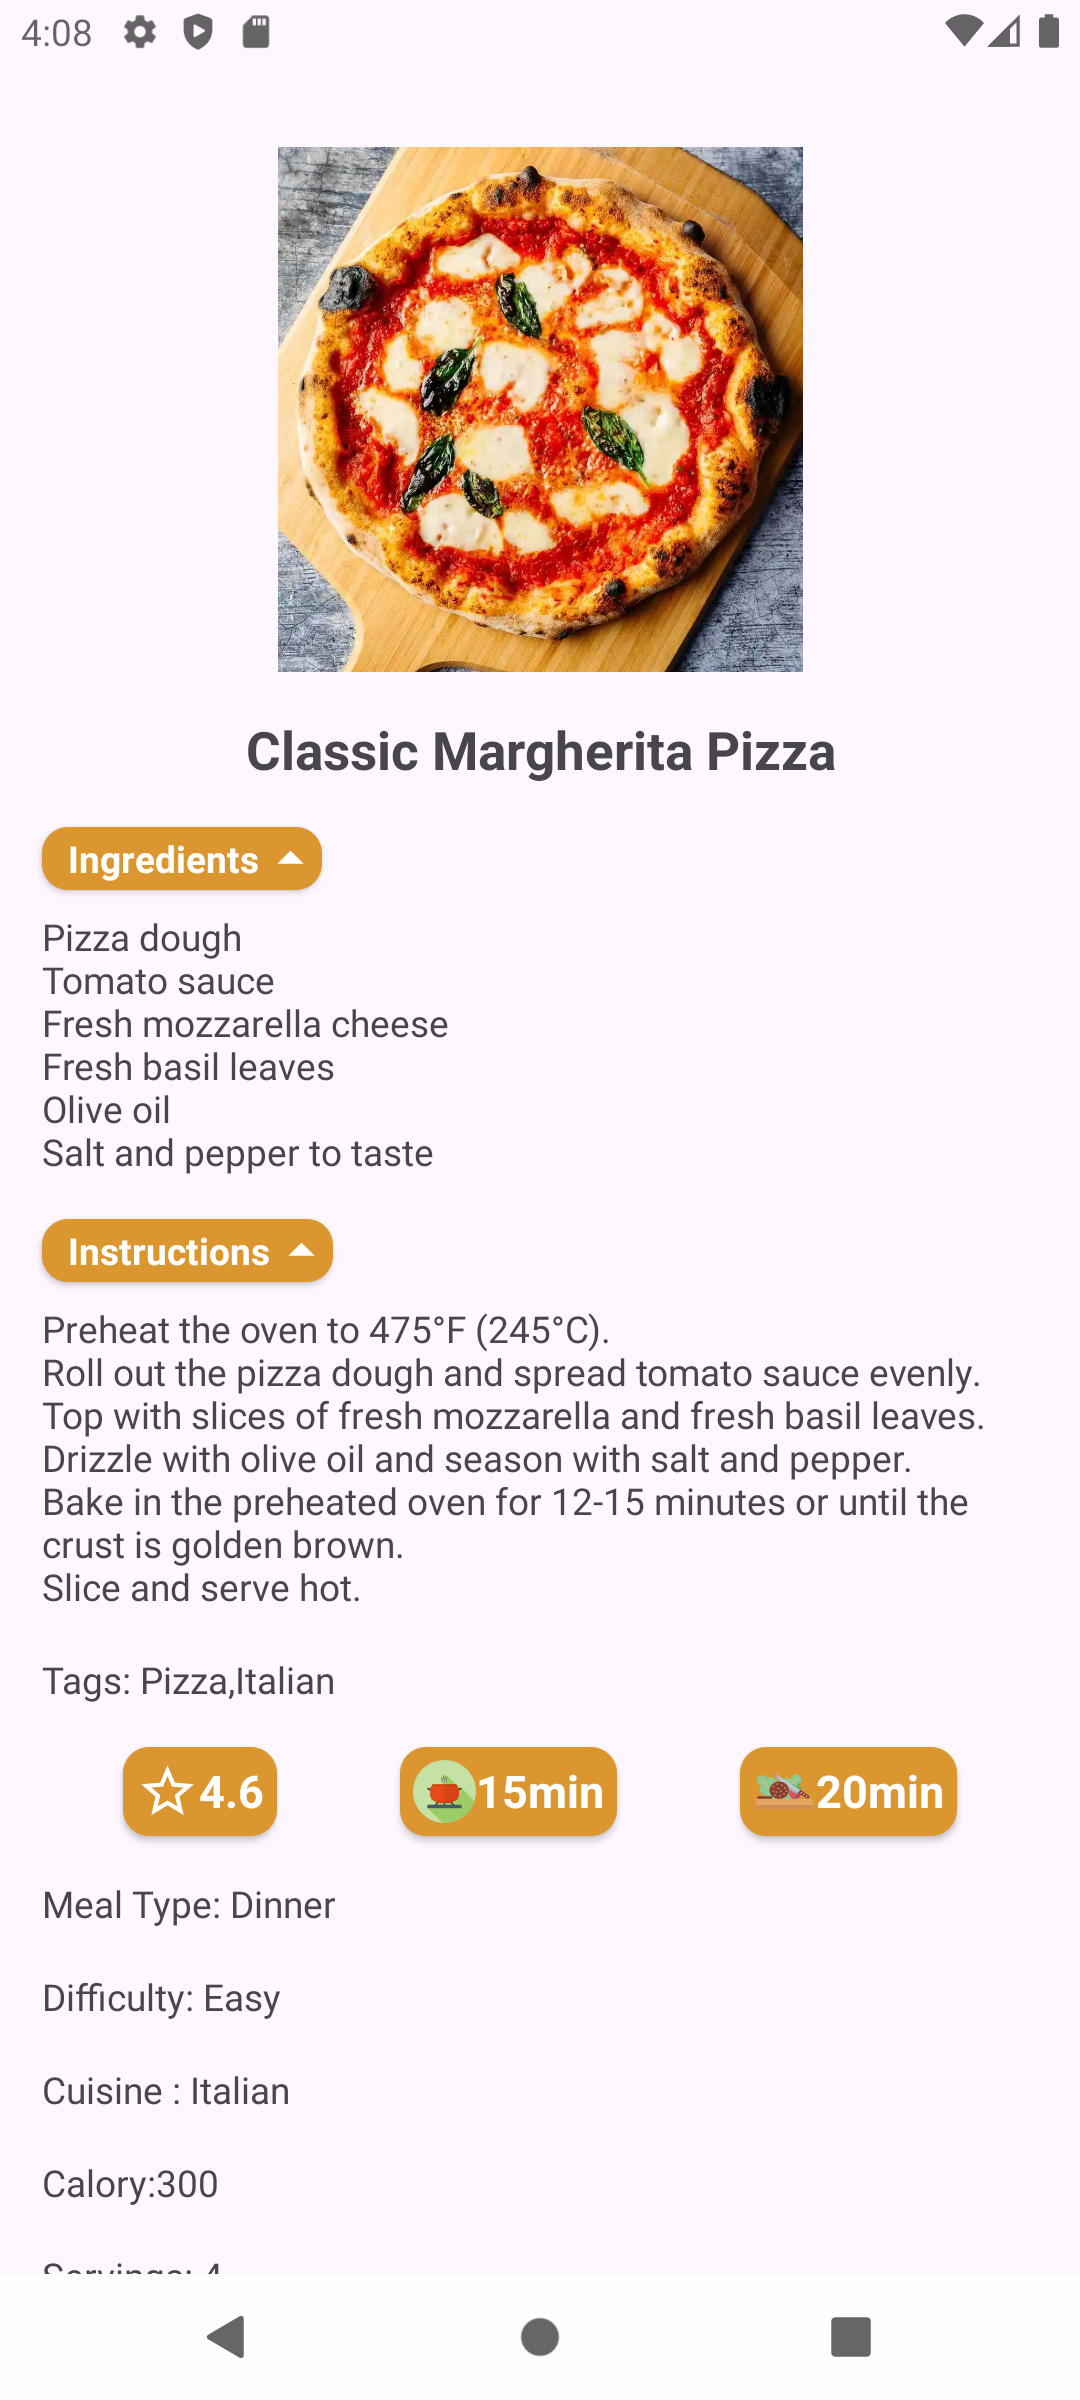 4:08
Classic Margherita Pizza
Ingredients
Pizza dough
Tomato sauce
Fresh mozzarella cheese
Fresh basil leaves
Olive oil
Salt and pepper to taste
Instructions
Preheat the oven to 475°F (245°C).
Roll out the pizza dough and spread tomato sauce evenly.
Top with slices of fresh mozzarella and fresh basil leaves.
Drizzle with olive oil and season with salt and pepper.
Bake in the preheated oven for 12-15 minutes or until the
crust is golden brown.
Slice and serve hot.
Tags: Pizza,Italian
4.6
15min
20min
Meal Type: Dinner
Difficulty: Easy
Cuisine : Italian
Calory:300
Servings: 4